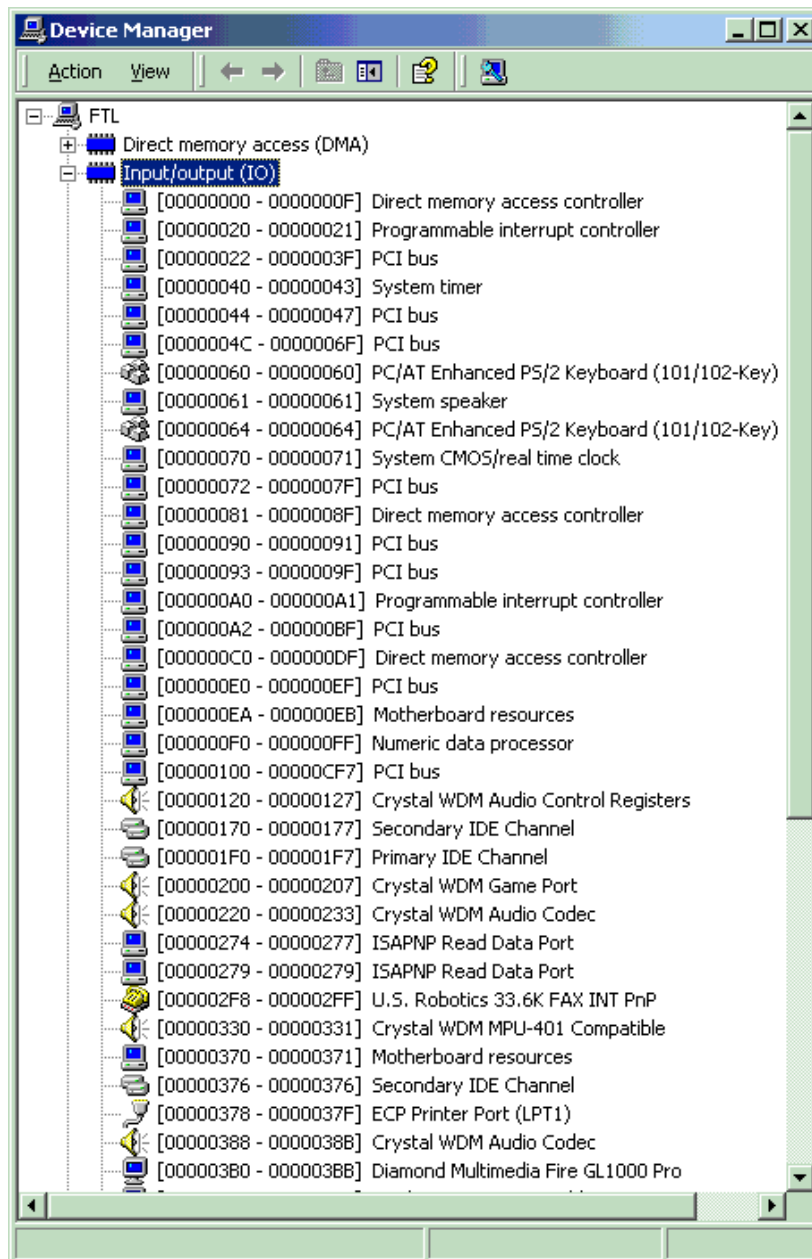 Device Manager
Action View
FTL
Direct memory access (DMA)
Input/output (IO)
[00000000 - 0000000F] Direct memory access controller
[00000020 - 00000021] Programmable interrupt controller
[00000022 - 0000003F] PCI bus
[00000040 - 00000043] System timer
[00000044 - 00000047] PCI bus
[0000004C - 0000006F] PCI bus
[00000060 - 00000060] PC/AT Enhanced PS/2 Keyboard (101/102-Key)
[00000061 - 00000061] System speaker
[00000064 - 00000064] PC/AT Enhanced PS/2 Keyboard (101/102-Key)
[00000070 - 00000071] System CMOS/real time clock
[00000072 - 0000007F] PCI bus
[00000081 - 0000008F] Direct memory access controller
[00000090 - 00000091] PCI bus
[00000093 - 0000009F] PCI bus
[000000A0 - 000000A1] Programmable interrupt controller
[000000A2 - 000000BF] PCI bus
[000000C0 - 000000DF] Direct memory access controller
[000000E0 - 000000EF] PCI bus
[000000EA - 000000EB] Motherboard resources
[000000F0 - 000000FF] Numeric data processor
[00000100 - 00000CF7] PCI bus
[00000120 - 00000127] Crystal WDM Audio Control Registers
[00000170 - 00000177] Secondary IDE Channel
[000001F0 - 000001F7] Primary IDE Channel
[00000200 - 00000207] Crystal WDM Game Port
[00000220 - 00000233] Crystal WDM Audio Codec
[00000274 - 00000277] ISAPNP Read Data Port
[00000279 - 00000279] ISAPNP Read Data Port
[000002F8 - 000002FF] U.S. Robotics 33.6K FAX INT PnP
[00000330 - 00000331] Crystal WDM MPU-401 Compatible
[00000370 - 00000371] Motherboard resources
[00000376 - 00000376] Secondary IDE Channel
[00000378 - 0000037F] ECP Printer Port (LPT1)
[00000388 - 0000038B] Crystal WDM Audio Codec
[000003B0 - 000003BB] Diamond Multimedia Fire GL1000 Pro